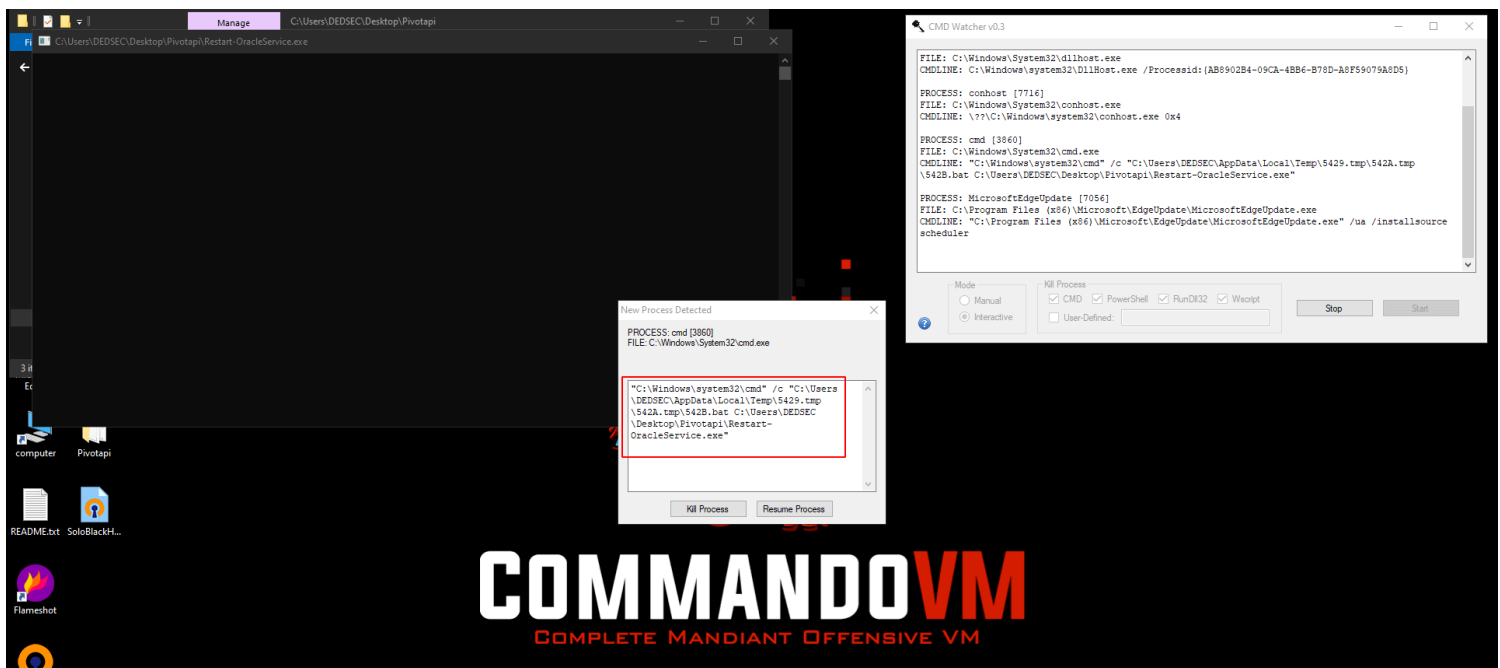 Manage
C:\Users\DEDSEC\Desktop\Pivotapi
C:\Users\DEDSEC\Desktop\Pivotapi\Restart-OracleService.exe
3 it
computer
Pivotapi
README.txt
SoloBlackH...
Flameshot
CMD Watcher v0.3
FILE: C:\Windows\System32\dllhost.exe
CMDLINE: C:\Windows\system32\DllHost.exe /Processid:{AB8902B4-09CA-4BB6-B78D-A8F59079A8D5}
PROCESS: conhost [7716]
FILE: C:\Windows\System32\conhost.exe
CMDLINE: \??\C:\Windows\system32\conhost.exe 0x4
PROCESS: cmd [3860]
FILE: C:\Windows\System32\cmd.exe
CMDLINE: "C:\Windows\system32\cmd" /c "C:\Users\DEDSEC\AppData\Local\Temp\5429.tmp\542A.tmp
\542B.bat C:\Users\DEDSEC\Desktop\Pivotapi\Restart-OracleService.exe"
PROCESS: MicrosoftEdgeUpdate [7056]
FILE: C:\Program Files (x86)\Microsoft\EdgeUpdate\MicrosoftEdgeUpdate.exe
CMDLINE: "C:\Program Files (x86)\Microsoft\EdgeUpdate\MicrosoftEdgeUpdate.exe" /ua /installsource
scheduler
Mode
Manual
Interactive
Kill Process
CMD
PowerShell
RunDll32
Wscript
User-Defined:
Stop
Start
New Process Detected
PROCESS: cmd [3860]
FILE: C:\Windows\System32\cmd.exe
"C:\Windows\system32\cmd" /c "C:\Users
\DEDSEC\AppData\Local\Temp\5429.tmp
\542A.tmp\542B.bat C:\Users\DEDSEC
\Desktop\Pivotapi\Restart-
OracleService.exe"
Kill Process
Resume Process
COMMANDOVM
COMPLETE MANDIANT OFFENSIVE VM